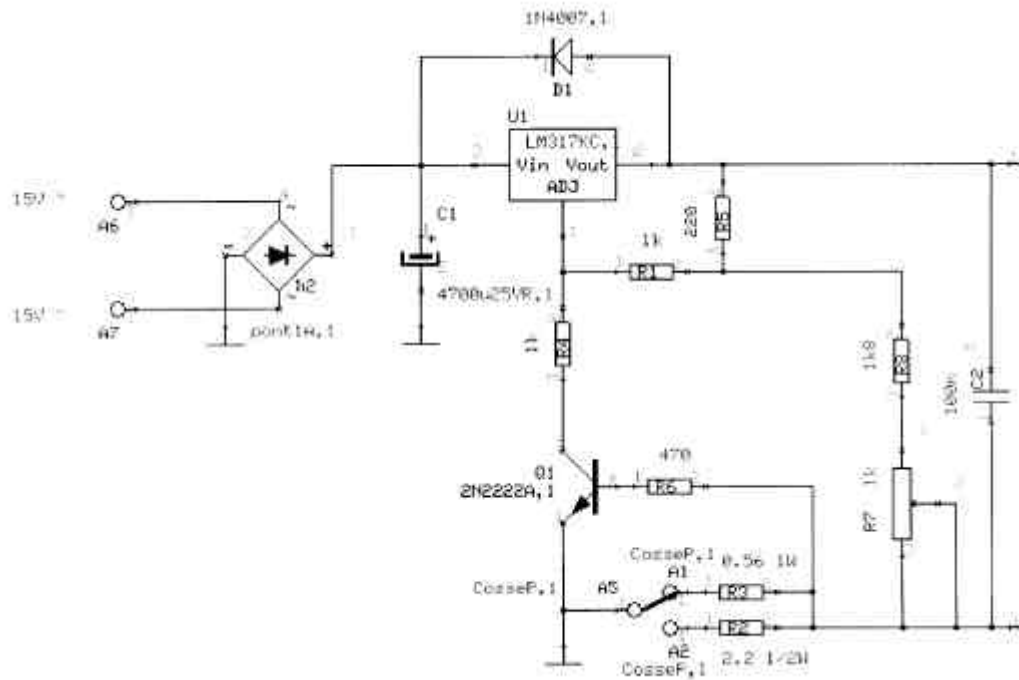 1N4007,1
D1
U1
LM317KC,
Vin Vout
ADJ
15V ~
A6
C1
220
R5
1k
R1
4700u25VR,1
15V ~
A7
pont1A,1
1k
R4
1k8
R8
100n
C2
470
R6
Q1
2N2222A,1
1k
R7
CosseP,1
0.56 1W
A1
CosseP,1
A5
R3
R2
A2
CosseP,1
2.2 1/2W